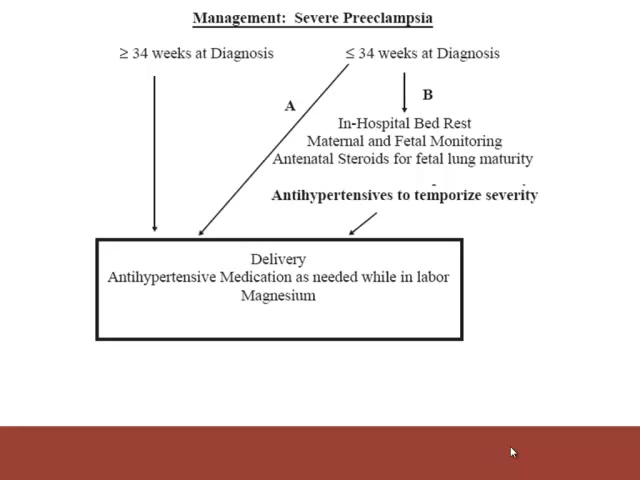 Management: Severe Preeclampsia
≥ 34 weeks at Diagnosis
≤ 34 weeks at Diagnosis
A
B
In-Hospital Bed Rest
Maternal and Fetal Monitoring
Antenatal Steroids for fetal lung maturity
Antihypertensives to temporize severity
Delivery
Antihypertensive Medication as needed while in labor
Magnesium